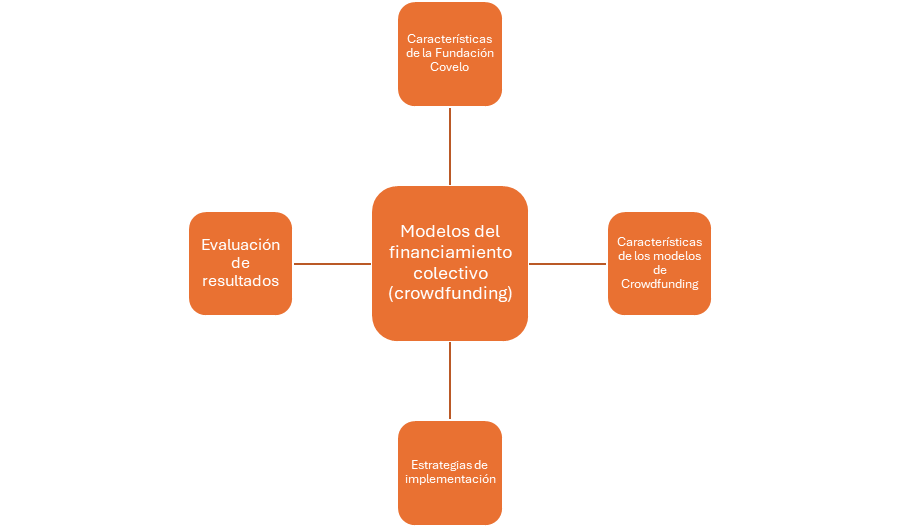 Características
de la Fundación
Covelo
Modelos del
financiamiento
colectivo
(crowdfunding)
Evaluación
de
resultados
Características
de los modelos
de
Crowdfunding
Estrategias de
implementación